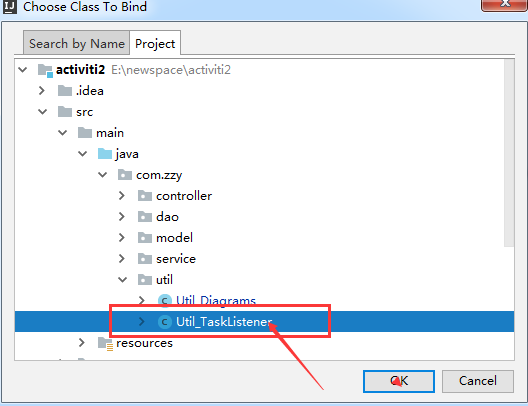 Choose Class To Bind
Search by Name Project
activiti2 E:\newspace\activiti2
.idea
src
main
java
com.zzy
controller
dao
model
service
util
Util_Diagrams
Util_TaskListener
resources
OK Cancel